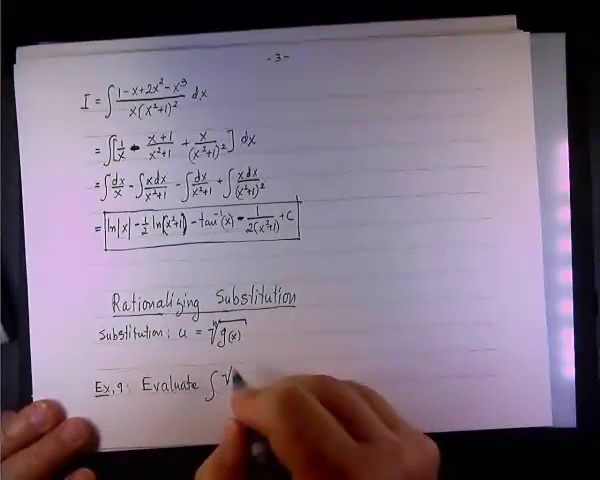 -3-
I = ∫ (1-x+2x²-x³)/(x(x²+1)²) dx
= ∫[1/x - (x+1)/(x²+1) + x/(x²+1)²] dx
= ∫dx/x - ∫xdx/(x²+1) - ∫dx/(x²+1) + ∫xdx/(x²+1)²
= ln|x| - 1/2 ln(x²+1) - tan⁻¹(x) - 1/(2(x²+1)) + C
Rationalizing Substitution
Substitution: u = ⁿ√g(x)
Ex. 9: Evaluate ∫ √